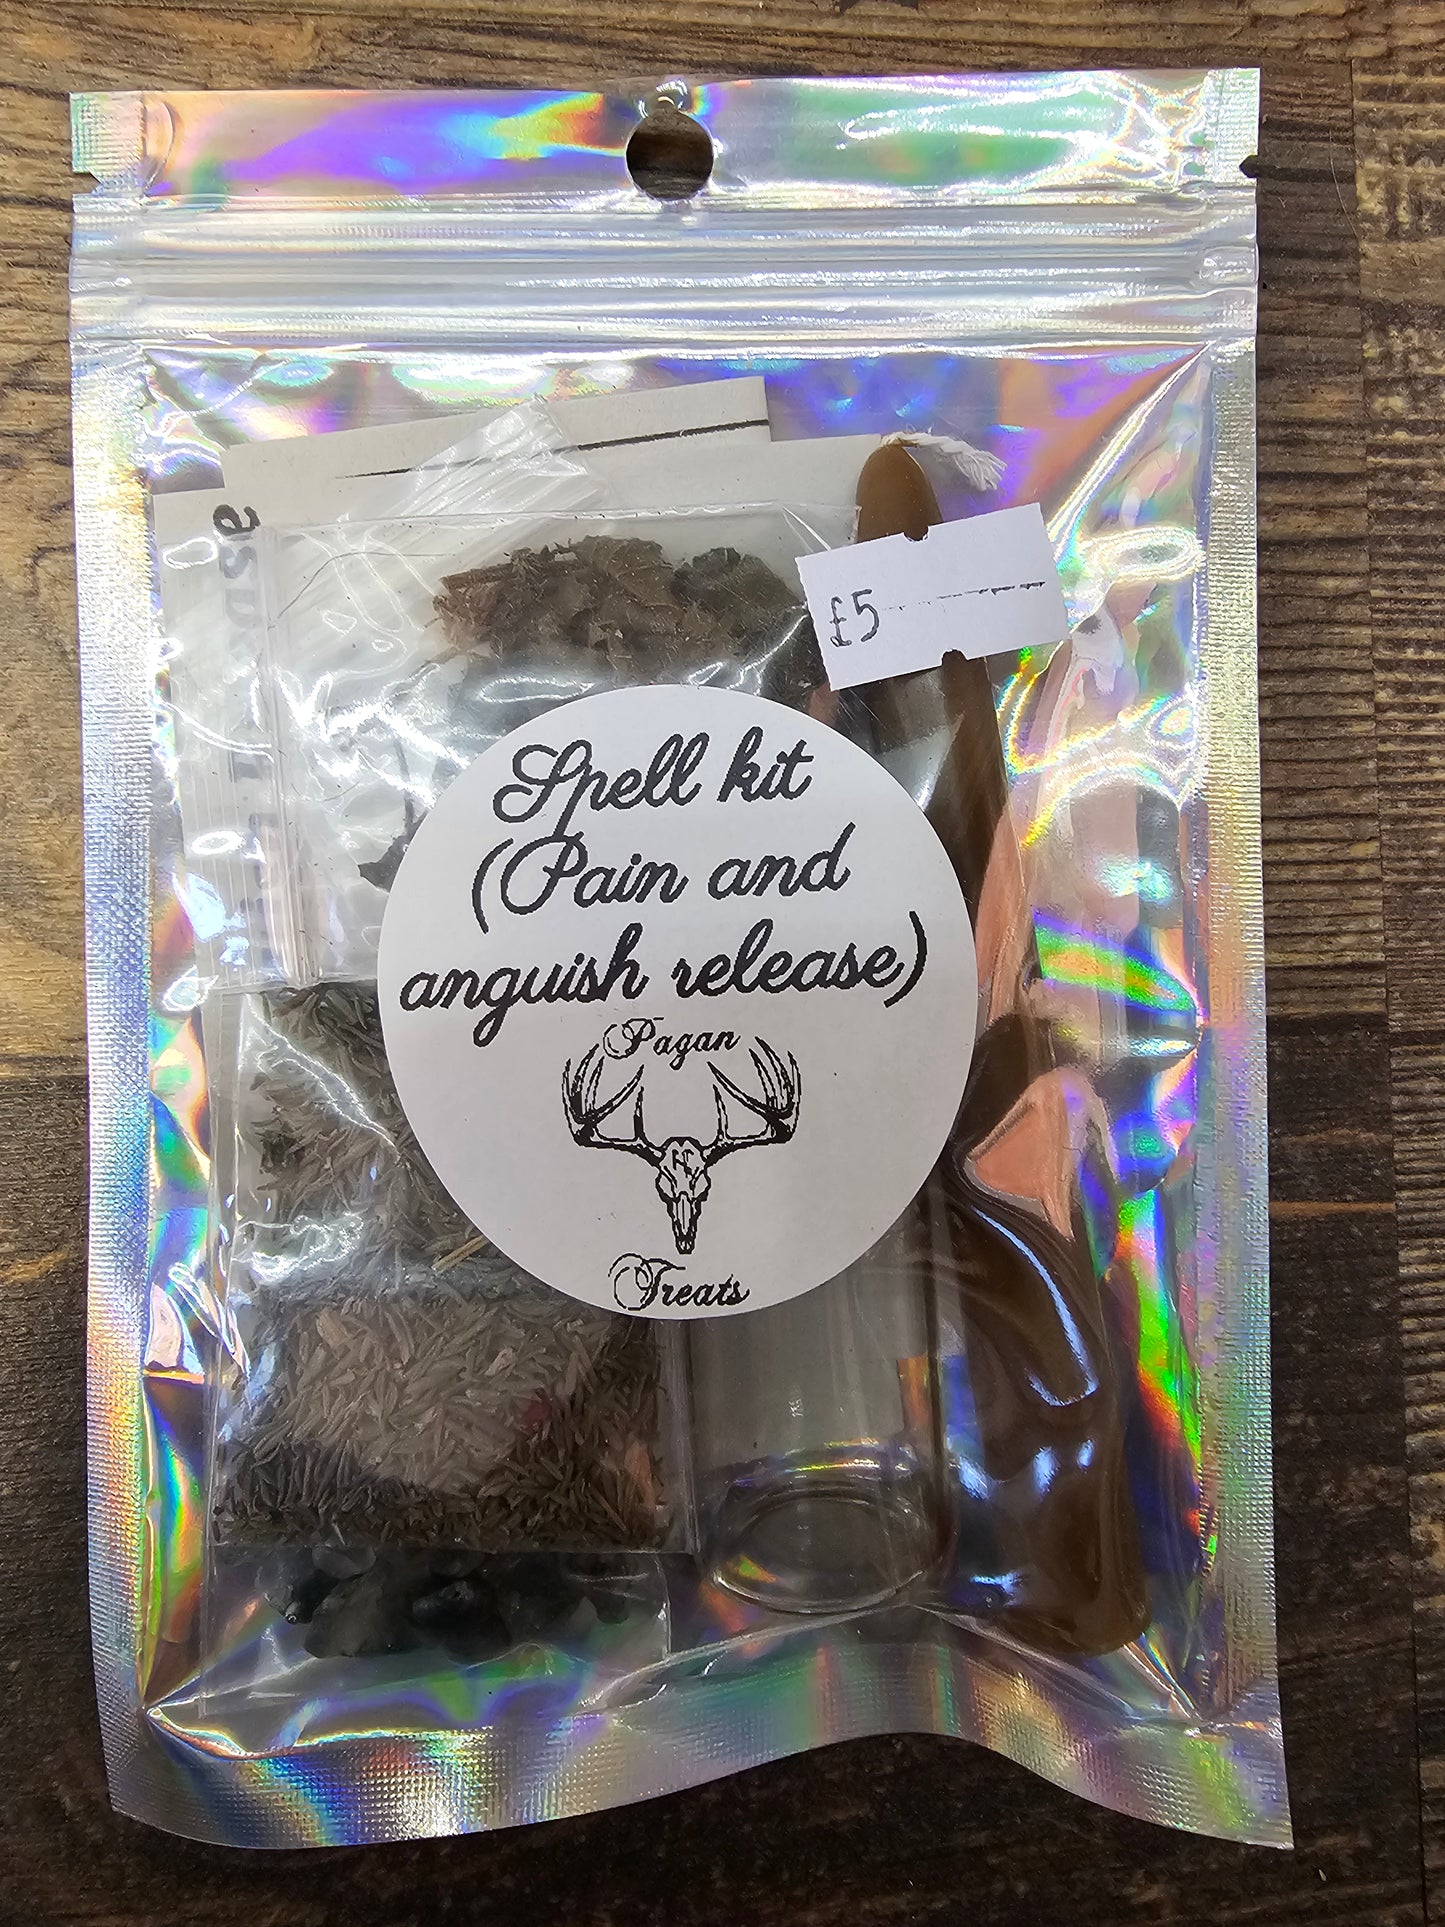 £5
Spell kit
(Pain and
anguish release)
Pagan
Treats